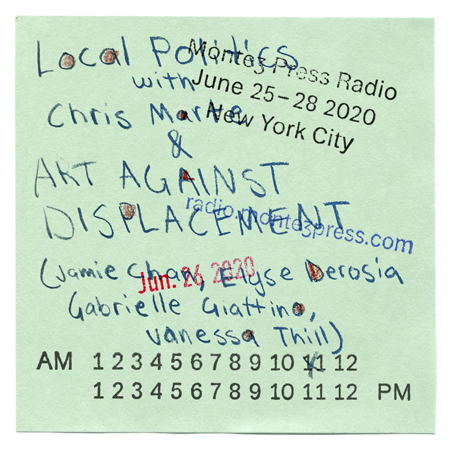 Local Politics
Montez Press Radio
with
June 25–28 2020
Chris Marte
New York City
&
ART AGAINST
DISPLACEMENT
radio.montezpress.com
(Jamie Chan, Elyse Derosia
Jun. 26 2020
Gabrielle Giattino,
Vanessa Thill)
AM 1 2 3 4 5 6 7 8 9 10 11 12
1 2 3 4 5 6 7 8 9 10 11 12 PM